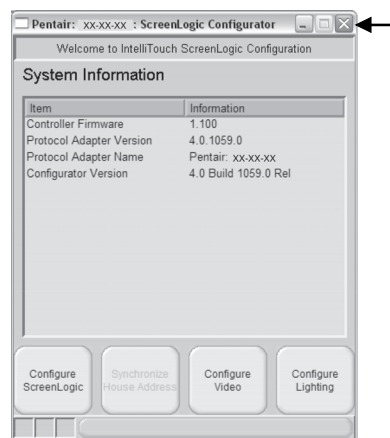 Pentair: xx-xx-xx : ScreenLogic Configurator
Welcome to IntelliTouch ScreenLogic Configuration
System Information
Item Information
Controller Firmware 1.100
Protocol Adapter Version 4.0.1059.0
Protocol Adapter Name Pentair: xx-xx-xx
Configurator Version 4.0 Build 1059.0 Rel
Configure ScreenLogic
Synchronize House Address
Configure Video
Configure Lighting